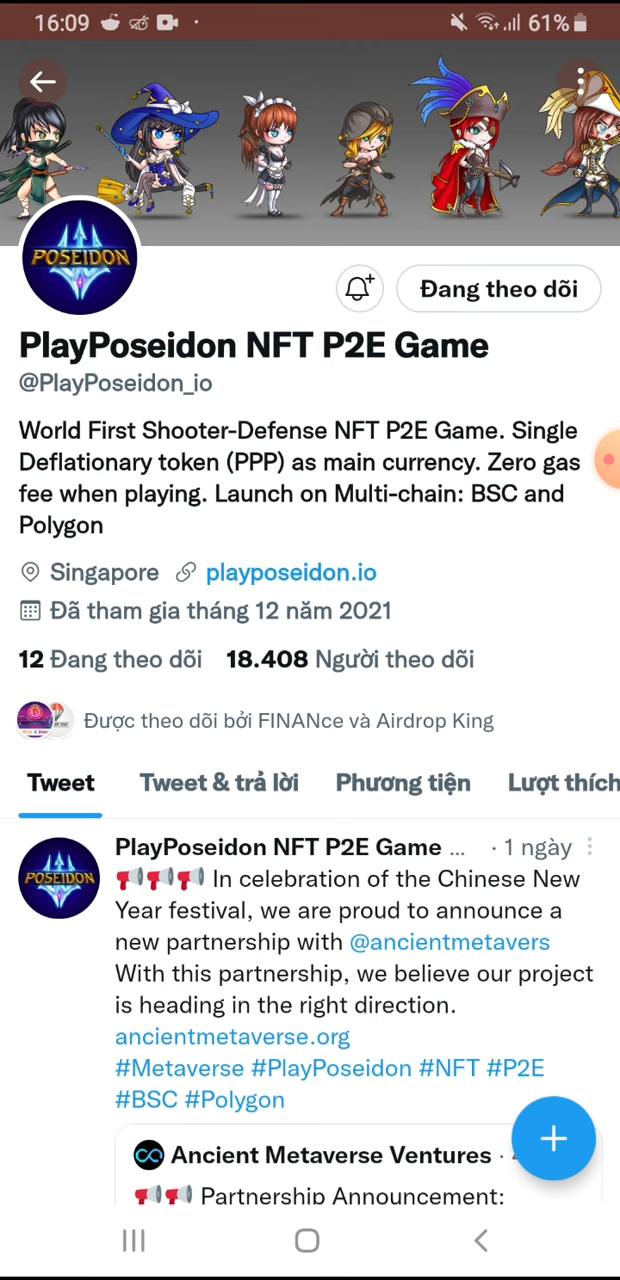 16:09
61%
POSEIDON
Đang theo dõi
PlayPoseidon NFT P2E Game
@PlayPoseidon_io
World First Shooter-Defense NFT P2E Game. Single
Deflationary token (PPP) as main currency. Zero gas
fee when playing. Launch on Multi-chain: BSC and
Polygon
Singapore playposeidon.io
Đã tham gia tháng 12 năm 2021
12 Đang theo dõi 18.408 Người theo dõi
Được theo dõi bởi FINANce và Airdrop King
Tweet Tweet & trả lời Phương tiện Lượt thích
POSEIDON
PlayPoseidon NFT P2E Game ... · 1 ngày
In celebration of the Chinese New
Year festival, we are proud to announce a
new partnership with @ancientmetavers
With this partnership, we believe our project
is heading in the right direction.
ancientmetaverse.org
#Metaverse #PlayPoseidon #NFT #P2E
#BSC #Polygon
Ancient Metaverse Ventures ·
Partnership Announcement: